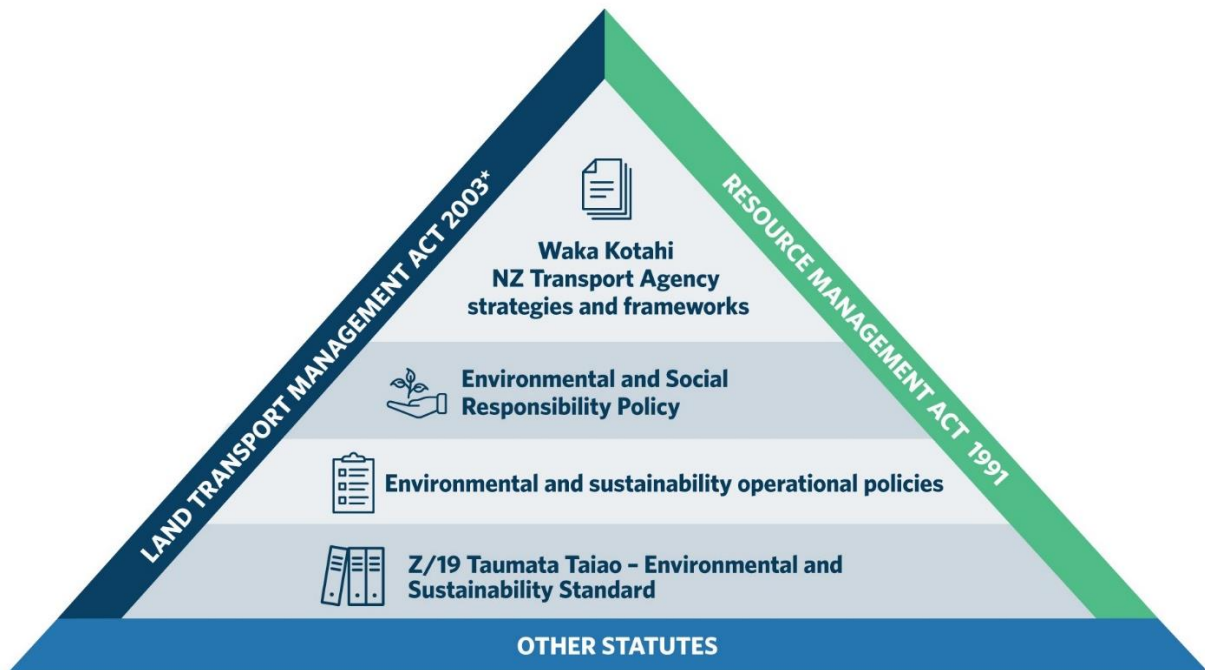 LAND TRANSPORT MANAGEMENT ACT 2003*
RESOURCE MANAGEMENT ACT 1991
Waka Kotahi
NZ Transport Agency
strategies and frameworks
Environmental and Social
Responsibility Policy
Environmental and sustainability operational policies
Z/19 Taumata Taiao – Environmental and
Sustainability Standard
OTHER STATUTES